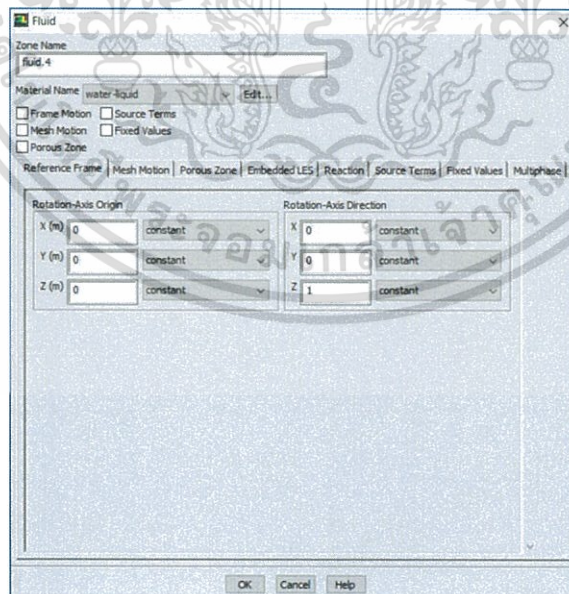 Fluid
Zone Name
fluid.4
Material Name water-liquid Edit...
Frame Motion Source Terms
Mesh Motion Fixed Values
Porous Zone
Reference Frame Mesh Motion Porous Zone Embedded LES Reaction Source Terms Fixed Values Multiphase
Rotation-Axis Origin Rotation-Axis Direction
X (m) 0 constant X 0 constant
Y (m) 0 constant Y 0 constant
Z (m) 0 constant Z 1 constant
OK Cancel Help